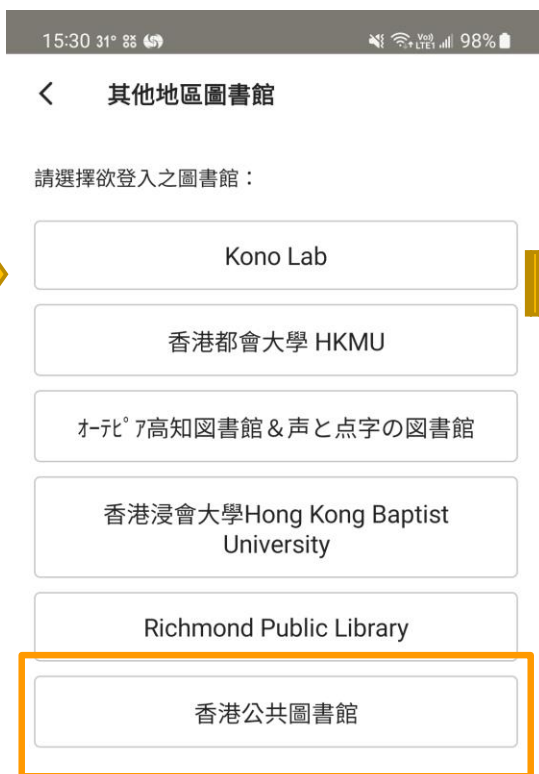 15:30 31° 98%
其他地區圖書館
請選擇欲登入之圖書館：
Kono Lab
香港都會大學 HKMU
ｵｰﾃﾋﾟｱ高知図書館＆声と点字の図書館
香港浸會大學Hong Kong Baptist
University
Richmond Public Library
香港公共圖書館